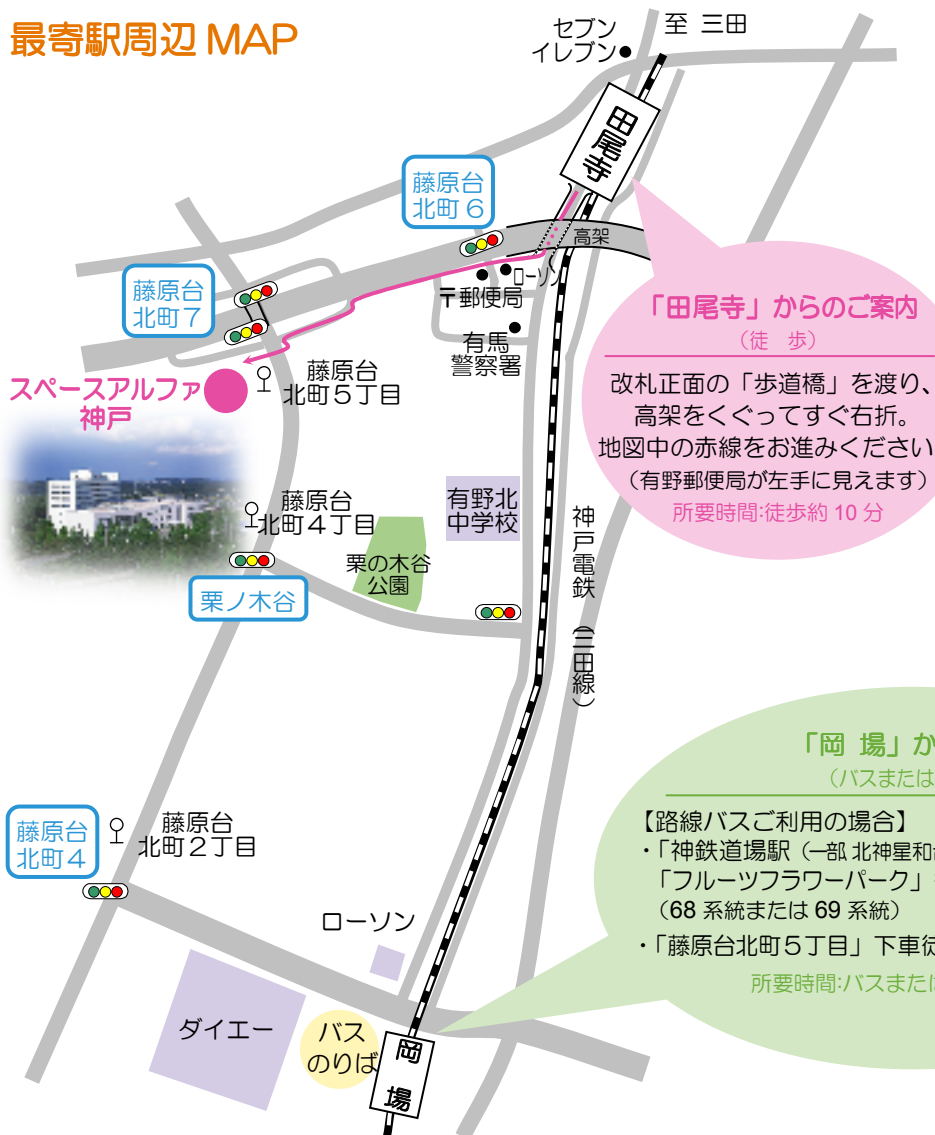 最寄駅周辺 MAP
セブン
イレブン
至 三田
田尾寺
藤原台
北町 6
高架
ローソン
〒郵便局
藤原台
北町 7
有馬
警察署
藤原台
北町5丁目
スペースアルファ
神戸
「田尾寺」からのご案内
（徒 歩）
改札正面の「歩道橋」を渡り、
高架をくぐってすぐ右折。
地図中の赤線をお進みください
（有野郵便局が左手に見えます）
所要時間:徒歩約 10 分
藤原台
北町4丁目
有野北
中学校
栗の木谷
公園
栗ノ木谷
神戸電鉄 （三田線）
藤原台
北町 4
藤原台
北町2丁目
「岡 場」か
（バスまたは
【路線バスご利用の場合】
・「神鉄道場駅（一部 北神星和
「フルーツフラワーパーク」
（68 系統または 69 系統）
・「藤原台北町5丁目」下車徒
所要時間:バスまたは
ローソン
ダイエー
バス
のりば
岡 場